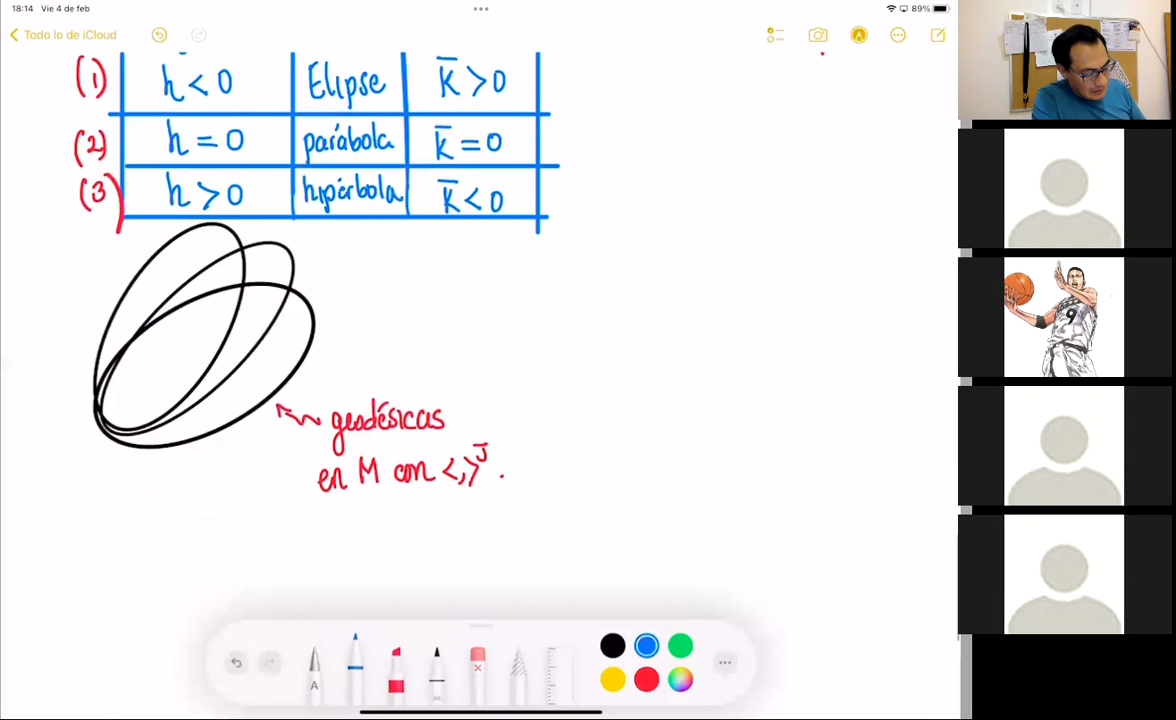 18:14 Vie 4 de feb
89%
Todo lo de iCloud
(1) h < 0 Elipse K̄ > 0
(2) h = 0 parábola K̄ = 0
(3) h > 0 hipérbola K̄ < 0
geodésicas
en M con <,>ᴶ̄ .
A
9